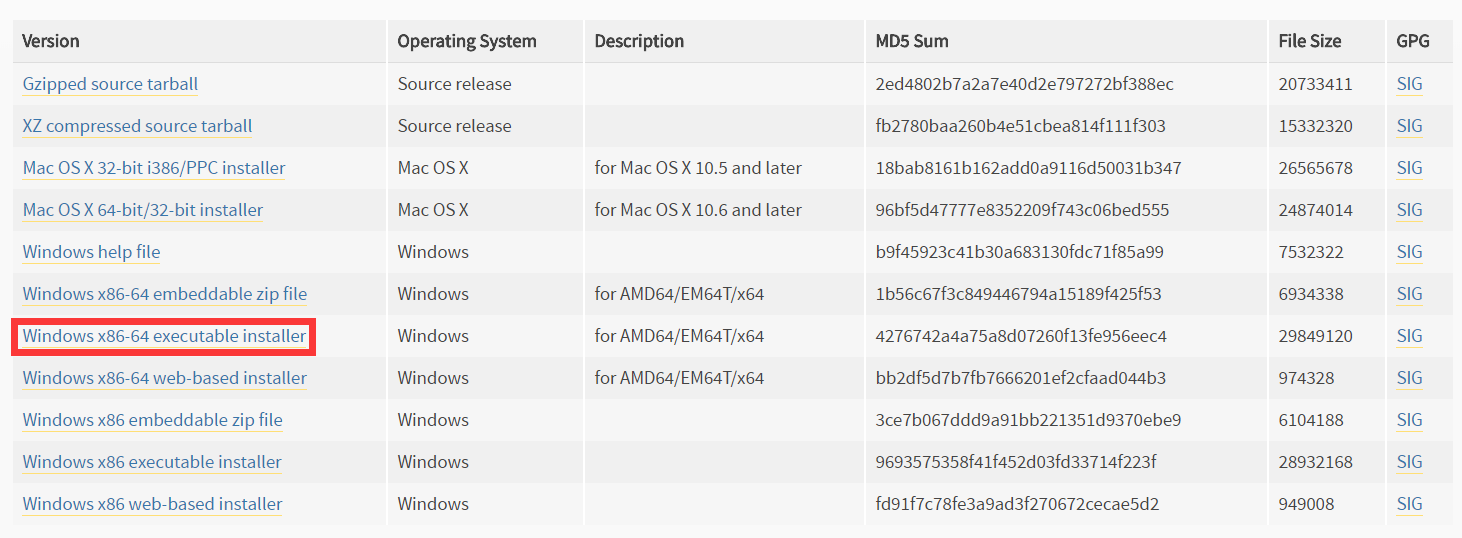 Version Operating System Description MD5 Sum File Size GPG
Gzipped source tarball Source release 2ed4802b7a2a7e40d2e797272bf388ec 20733411 SIG
XZ compressed source tarball Source release fb2780baa260b4e51cbea814f111f303 15332320 SIG
Mac OS X 32-bit i386/PPC installer Mac OS X for Mac OS X 10.5 and later 18bab8161b162add0a9116d50031b347 26565678 SIG
Mac OS X 64-bit/32-bit installer Mac OS X for Mac OS X 10.6 and later 96bf5d47777e8352209f743c06bed555 24874014 SIG
Windows help file Windows b9f45923c41b30a683130fdc71f85a99 7532322 SIG
Windows x86-64 embeddable zip file Windows for AMD64/EM64T/x64 1b56c67f3c849446794a15189f425f53 6934338 SIG
Windows x86-64 executable installer Windows for AMD64/EM64T/x64 4276742a4a75a8d07260f13fe956eec4 29849120 SIG
Windows x86-64 web-based installer Windows for AMD64/EM64T/x64 bb2df5d7b7fb7666201ef2cfaad044b3 974328 SIG
Windows x86 embeddable zip file Windows 3ce7b067ddd9a91bb221351d9370ebe9 6104188 SIG
Windows x86 executable installer Windows 9693575358f41f452d03fd33714f223f 28932168 SIG
Windows x86 web-based installer Windows fd91f7c78fe3a9ad3f270672cecae5d2 949008 SIG